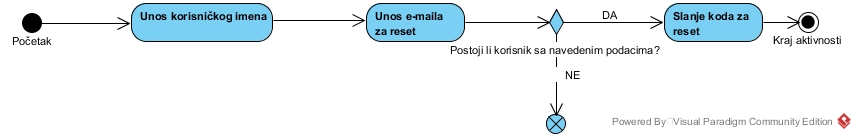 Unos korisničkog imena
Unos e-maila
za reset
DA
Slanje koda za
reset
Početak
Postoji li korisnik sa navedenim podacima?
Kraj aktivnosti
NE
Powered By Visual Paradigm Community Edition